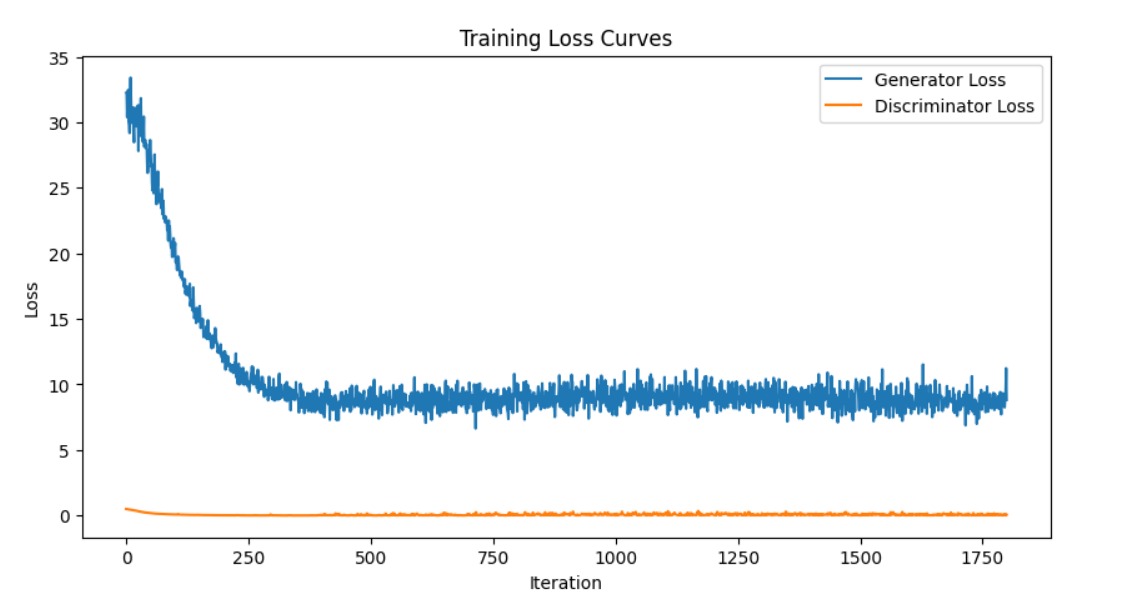 Training Loss Curves
Generator Loss
Discriminator Loss
35
30
25
20
15
10
5
0
Loss
0 250 500 750 1000 1250 1500 1750
Iteration